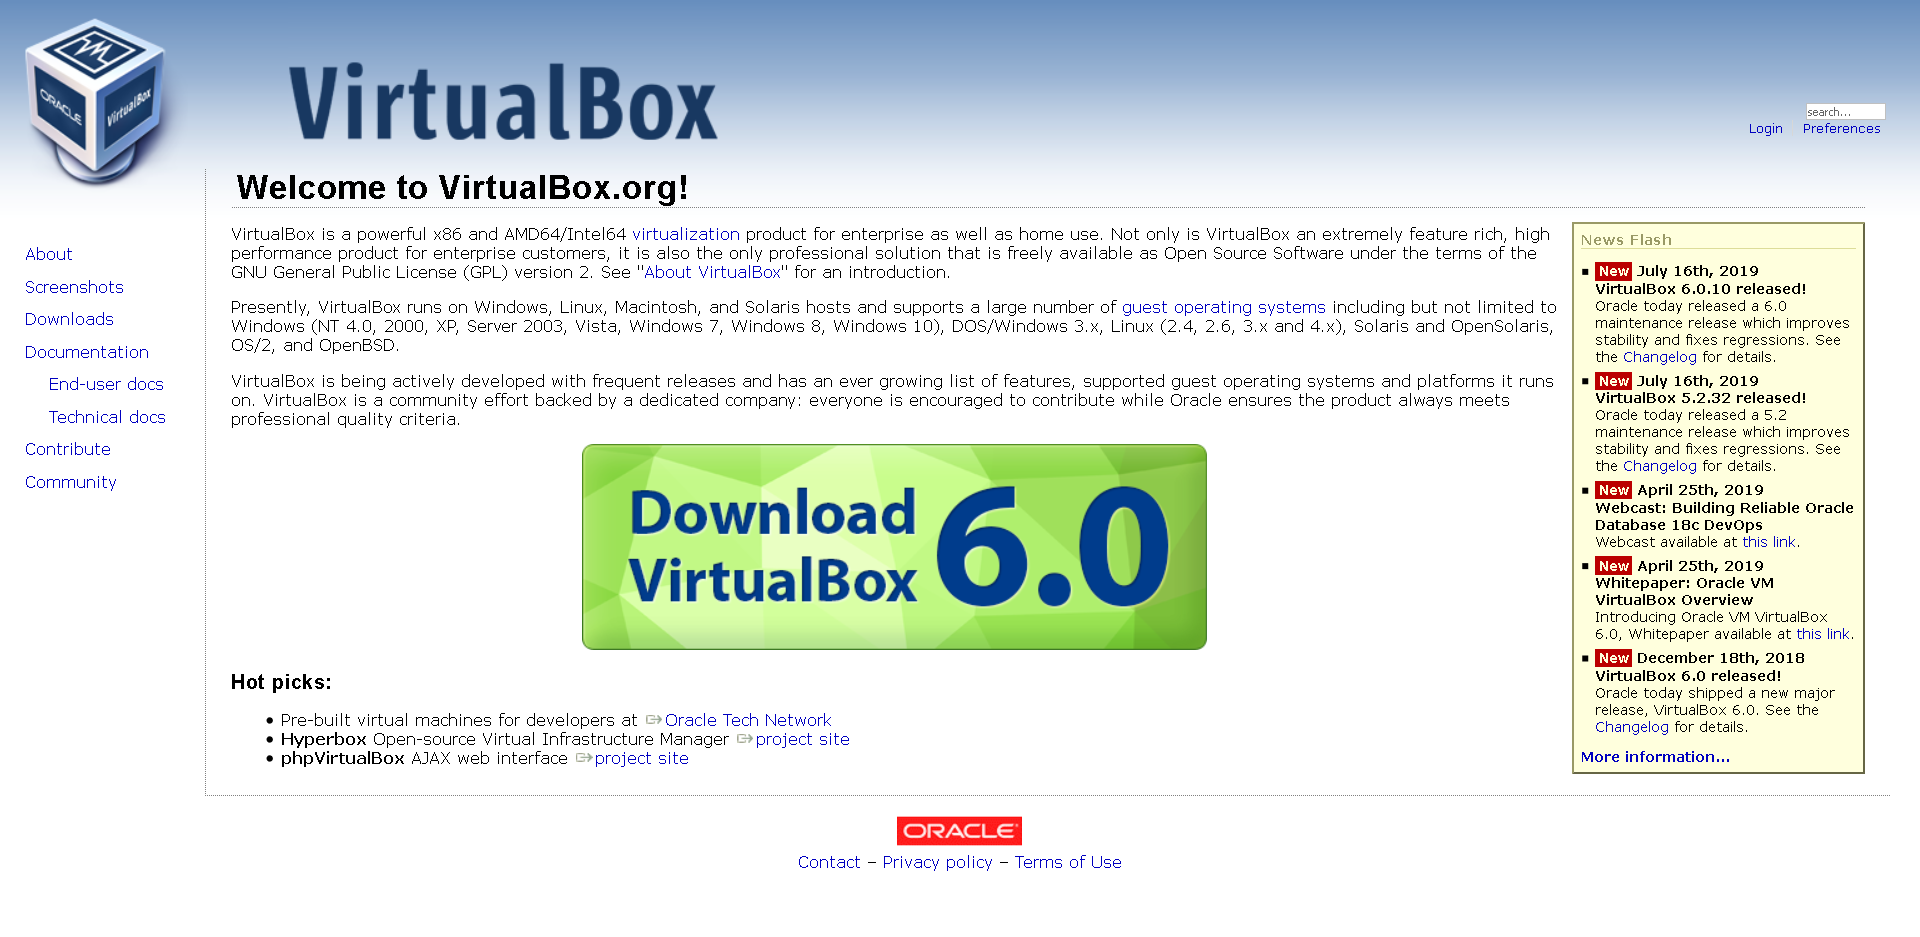 ORACLE
VirtualBox
VirtualBox
search...
Login Preferences
Welcome to VirtualBox.org!
About
Screenshots
Downloads
Documentation
End-user docs
Technical docs
Contribute
Community
VirtualBox is a powerful x86 and AMD64/Intel64 virtualization product for enterprise as well as home use. Not only is VirtualBox an extremely feature rich, high
performance product for enterprise customers, it is also the only professional solution that is freely available as Open Source Software under the terms of the
GNU General Public License (GPL) version 2. See "About VirtualBox" for an introduction.
Presently, VirtualBox runs on Windows, Linux, Macintosh, and Solaris hosts and supports a large number of guest operating systems including but not limited to
Windows (NT 4.0, 2000, XP, Server 2003, Vista, Windows 7, Windows 8, Windows 10), DOS/Windows 3.x, Linux (2.4, 2.6, 3.x and 4.x), Solaris and OpenSolaris,
OS/2, and OpenBSD.
VirtualBox is being actively developed with frequent releases and has an ever growing list of features, supported guest operating systems and platforms it runs
on. VirtualBox is a community effort backed by a dedicated company: everyone is encouraged to contribute while Oracle ensures the product always meets
professional quality criteria.
Download
VirtualBox 6.0
Hot picks:
Pre-built virtual machines for developers at Oracle Tech Network
Hyperbox Open-source Virtual Infrastructure Manager project site
phpVirtualBox AJAX web interface project site
News Flash
New July 16th, 2019
VirtualBox 6.0.10 released!
Oracle today released a 6.0
maintenance release which improves
stability and fixes regressions. See
the Changelog for details.
New July 16th, 2019
VirtualBox 5.2.32 released!
Oracle today released a 5.2
maintenance release which improves
stability and fixes regressions. See
the Changelog for details.
New April 25th, 2019
Webcast: Building Reliable Oracle
Database 18c DevOps
Webcast available at this link.
New April 25th, 2019
Whitepaper: Oracle VM
VirtualBox Overview
Introducing Oracle VM VirtualBox
6.0, Whitepaper available at this link.
New December 18th, 2018
VirtualBox 6.0 released!
Oracle today shipped a new major
release, VirtualBox 6.0. See the
Changelog for details.
More information...
ORACLE
Contact – Privacy policy – Terms of Use